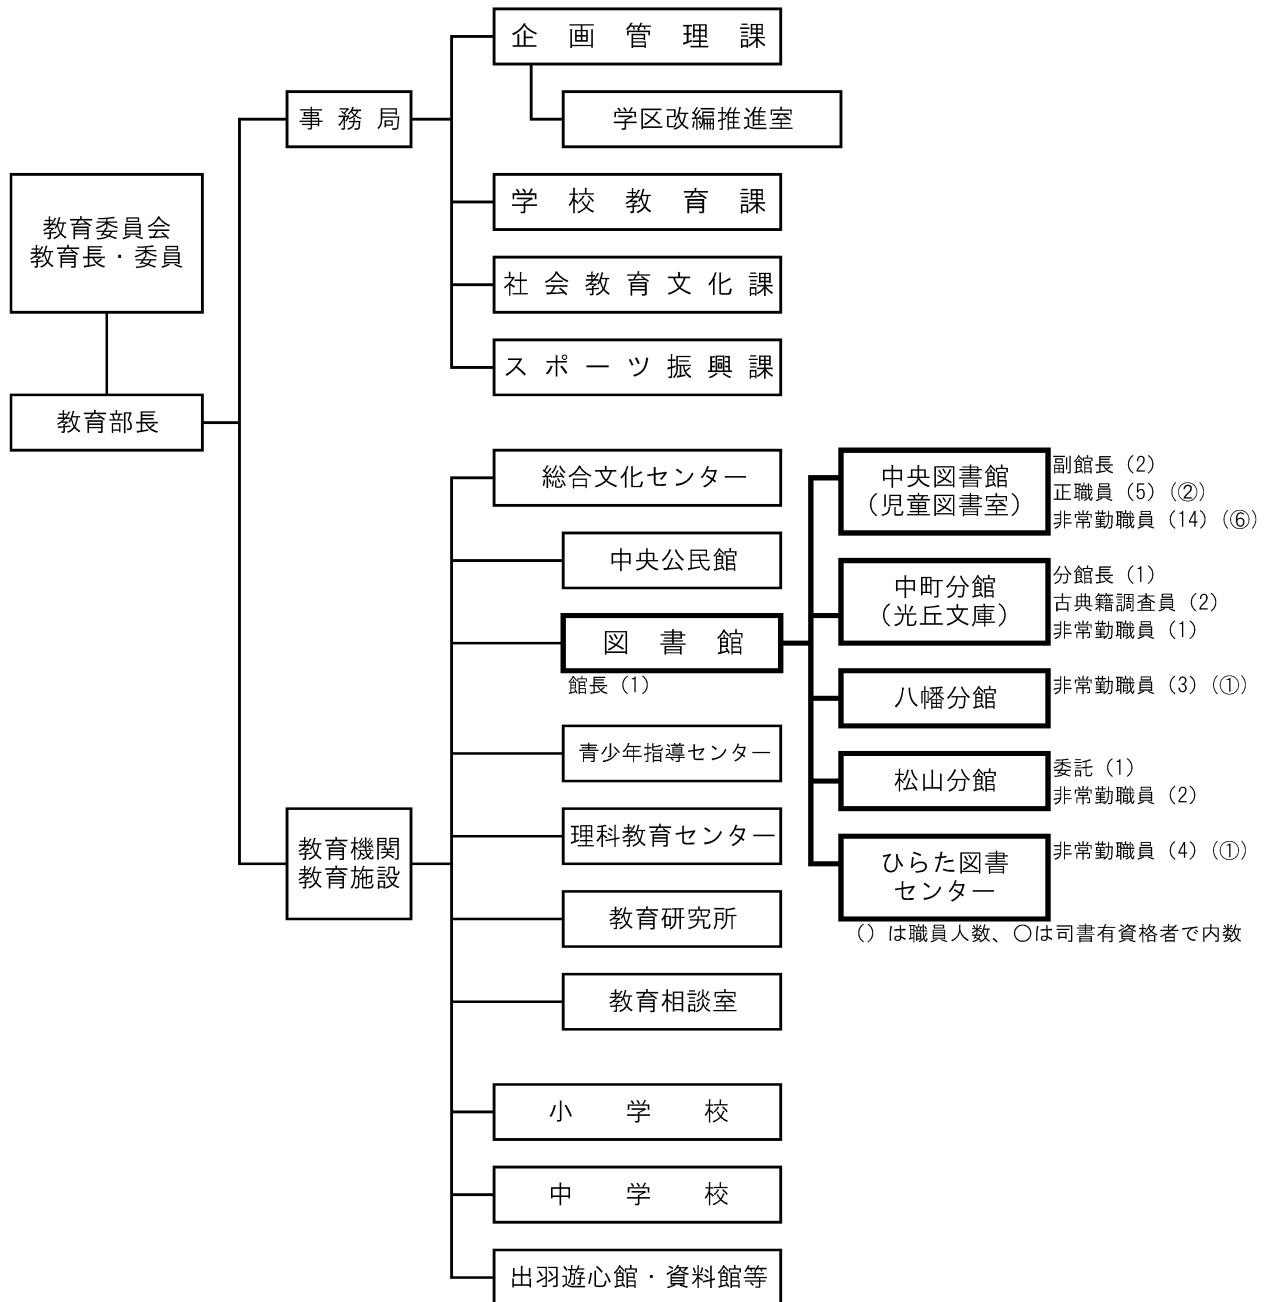 企画管理課
学区改編推進室
事務局
学校教育課
社会教育文化課
スポーツ振興課
教育委員会
教育長・委員
教育部長
総合文化センター
中央公民館
図書館
館長（1）
青少年指導センター
理科教育センター
教育研究所
教育相談室
教育機関
教育施設
小学校
中学校
出羽遊心館・資料館等
中央図書館
（児童図書室）
副館長（2）
正職員（5）（②）
非常勤職員（14）（⑥）
中町分館
（光丘文庫）
分館長（1）
古典籍調査員（2）
非常勤職員（1）
八幡分館
非常勤職員（3）（①）
松山分館
委託（1）
非常勤職員（2）
ひらた図書
センター
非常勤職員（4）（①）
（）は職員人数、〇は司書有資格者で内数